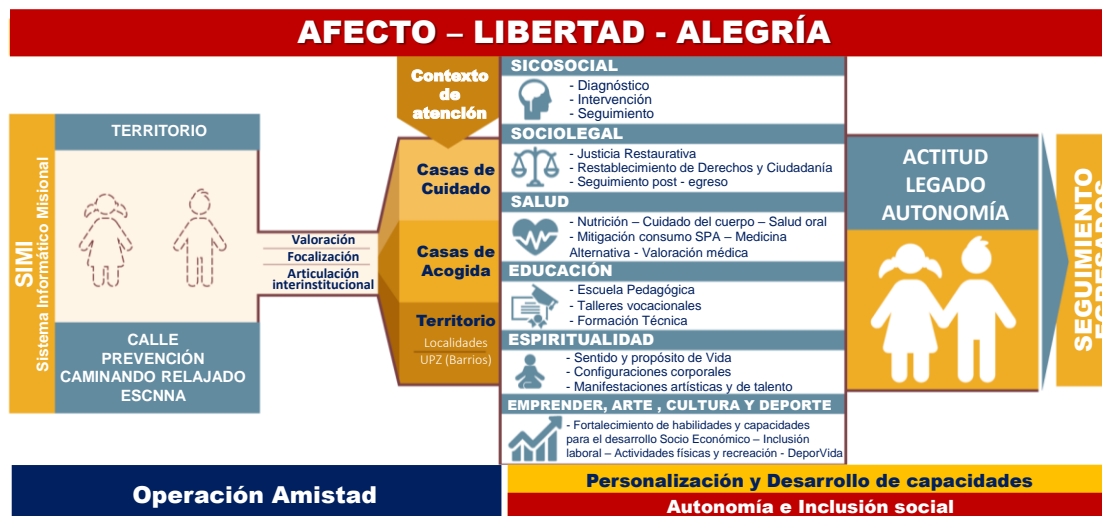 AFECTO – LIBERTAD - ALEGRÍA
SIMI
Sistema Informático Misional
TERRITORIO
CALLE
PREVENCIÓN
CAMINANDO RELAJADO
ESCNNA
Valoración
Focalización
Articulación
interinstitucional
Contexto
de
atención
Casas de
Cuidado
Casas de
Acogida
Territorio
Localidades
UPZ (Barrios)
SICOSOCIAL
- Diagnóstico
- Intervención
- Seguimiento
SOCIOLEGAL
- Justicia Restaurativa
- Restablecimiento de Derechos y Ciudadanía
- Seguimiento post - egreso
SALUD
- Nutrición – Cuidado del cuerpo – Salud oral
- Mitigación consumo SPA – Medicina
Alternativa - Valoración médica
EDUCACIÓN
- Escuela Pedagógica
- Talleres vocacionales
- Formación Técnica
ESPIRITUALIDAD
- Sentido y propósito de Vida
- Configuraciones corporales
- Manifestaciones artísticas y de talento
EMPRENDER, ARTE , CULTURA Y DEPORTE
- Fortalecimiento de habilidades y capacidades
para el desarrollo Socio Económico – Inclusión
laboral – Actividades físicas y recreación - DeporVida
ACTITUD
LEGADO
AUTONOMÍA
SEGUIMIENTO
EGRESADOS
Operación Amistad
Personalización y Desarrollo de capacidades
Autonomía e Inclusión social